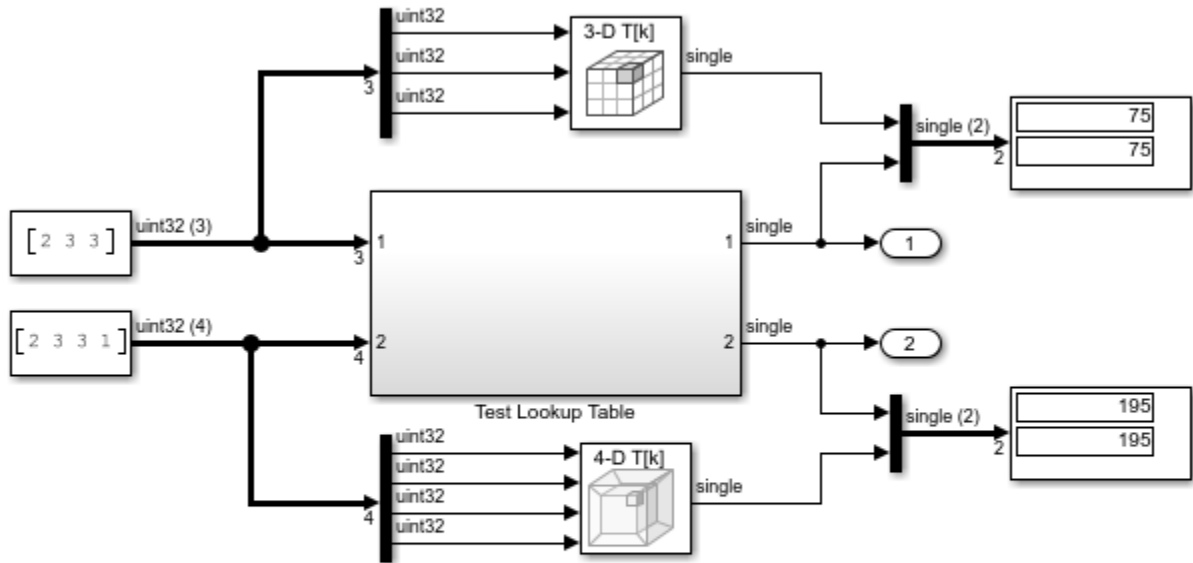 uint32
3-D T[k]
uint32
single
uint32
3
single (2)
2
75
75
[2 3 3]
uint32 (3)
3
1
1
single
1
[2 3 3 1]
uint32 (4)
4
2
2
single
2
Test Lookup Table
uint32
4-D T[k]
uint32
uint32
single
4
uint32
single (2)
2
195
195